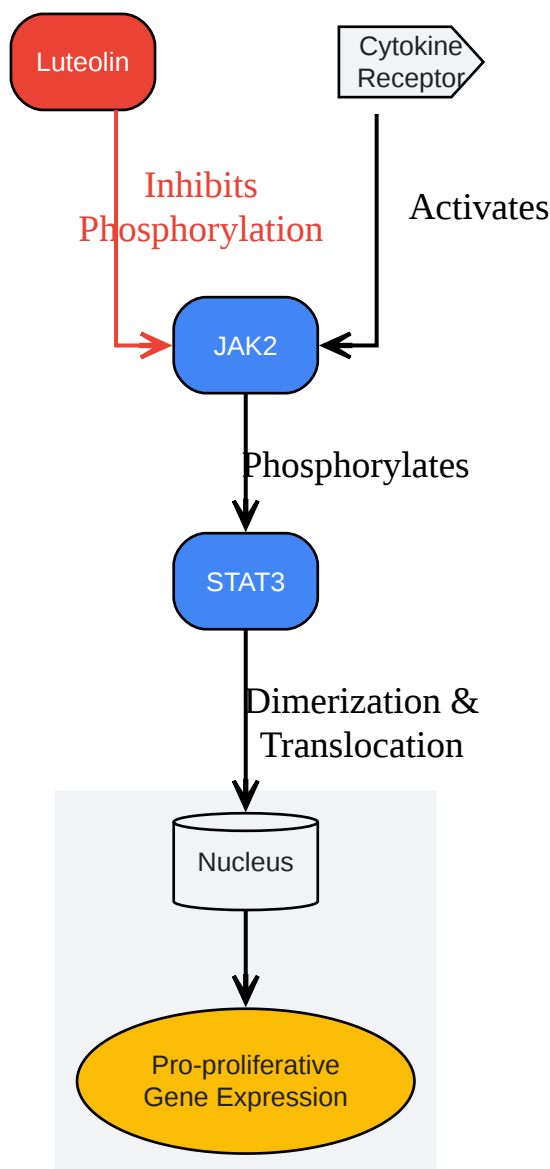 Luteolin
Cytokine
Receptor
Inhibits
Phosphorylation
Activates
JAK2
Phosphorylates
STAT3
Dimerization &
Translocation
Nucleus
Pro-proliferative
Gene Expression